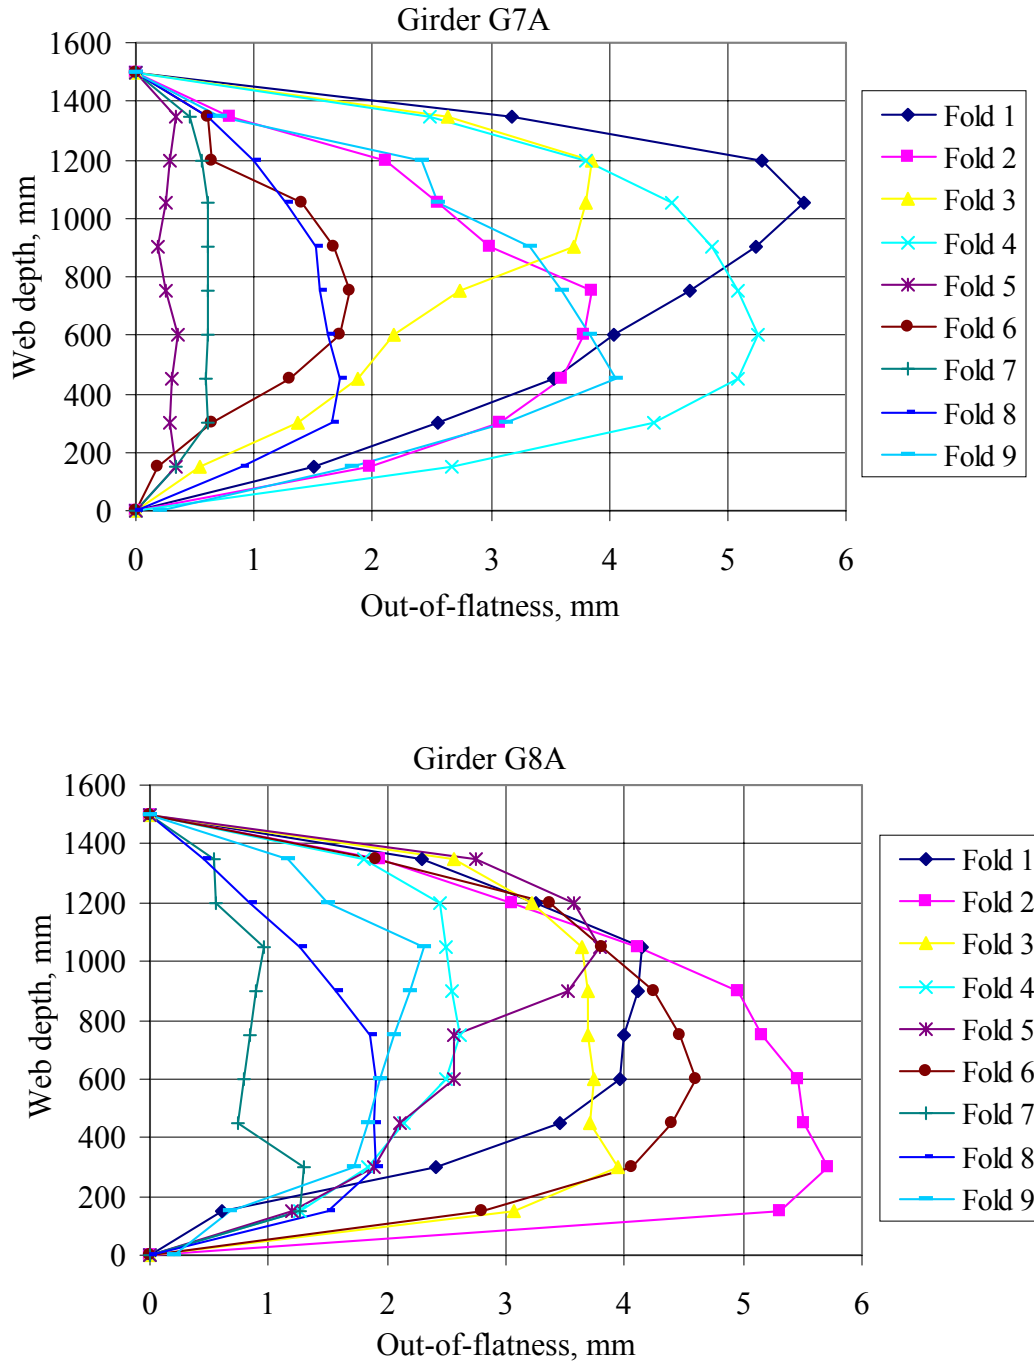 Girder G7A
1600
1400
1200
1000
800
600
400
200
0
Web depth, mm
0 1 2 3 4 5 6
Out-of-flatness, mm
Fold 1
Fold 2
Fold 3
Fold 4
Fold 5
Fold 6
Fold 7
Fold 8
Fold 9
Girder G8A
1600
1400
1200
1000
800
600
400
200
0
Web depth, mm
0 1 2 3 4 5 6
Out-of-flatness, mm
Fold 1
Fold 2
Fold 3
Fold 4
Fold 5
Fold 6
Fold 7
Fold 8
Fold 9